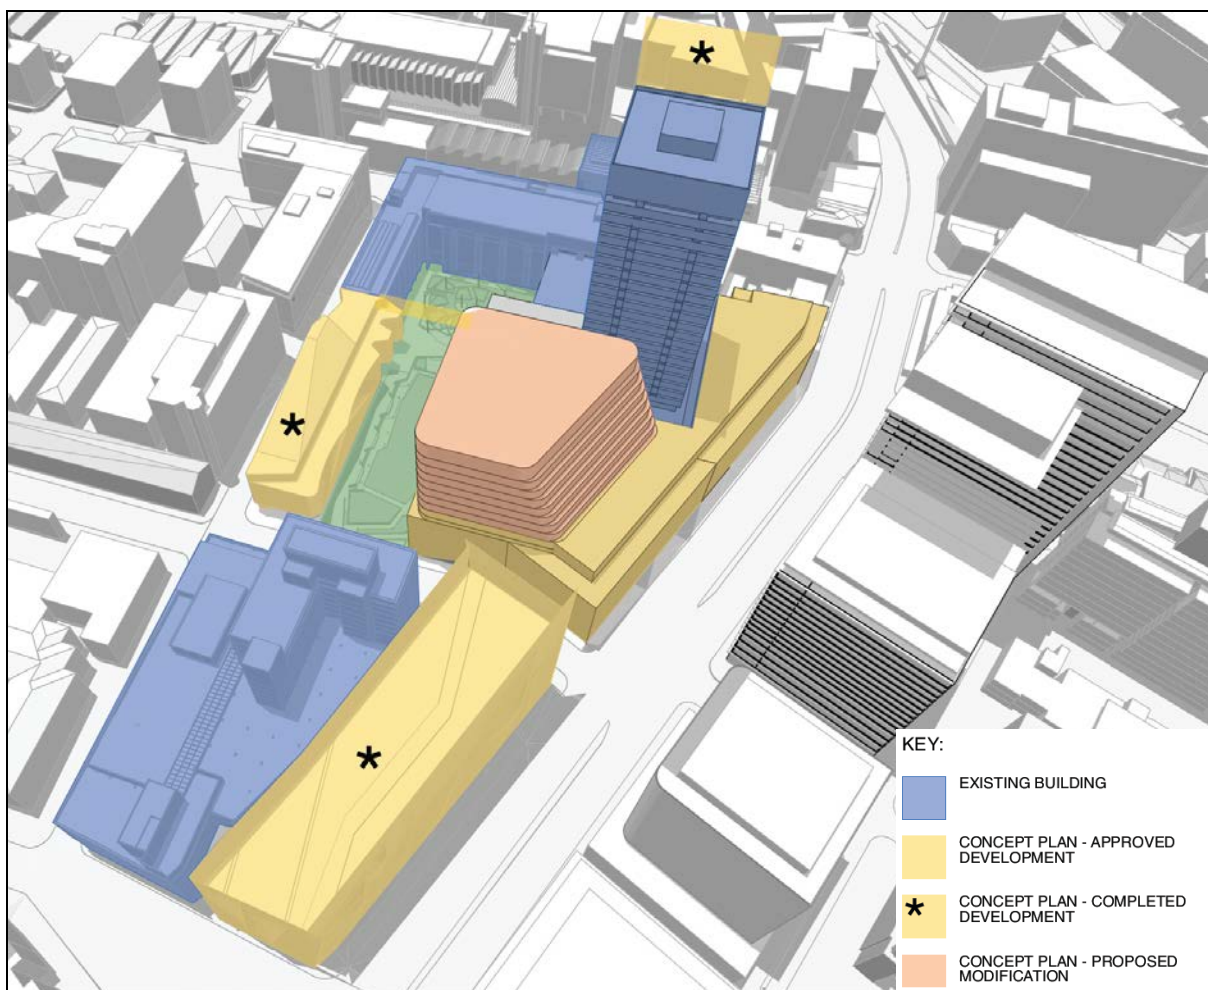 *
*
*
KEY:
EXISTING BUILDING
CONCEPT PLAN - APPROVED
DEVELOPMENT
* CONCEPT PLAN - COMPLETED
DEVELOPMENT
CONCEPT PLAN - PROPOSED
MODIFICATION